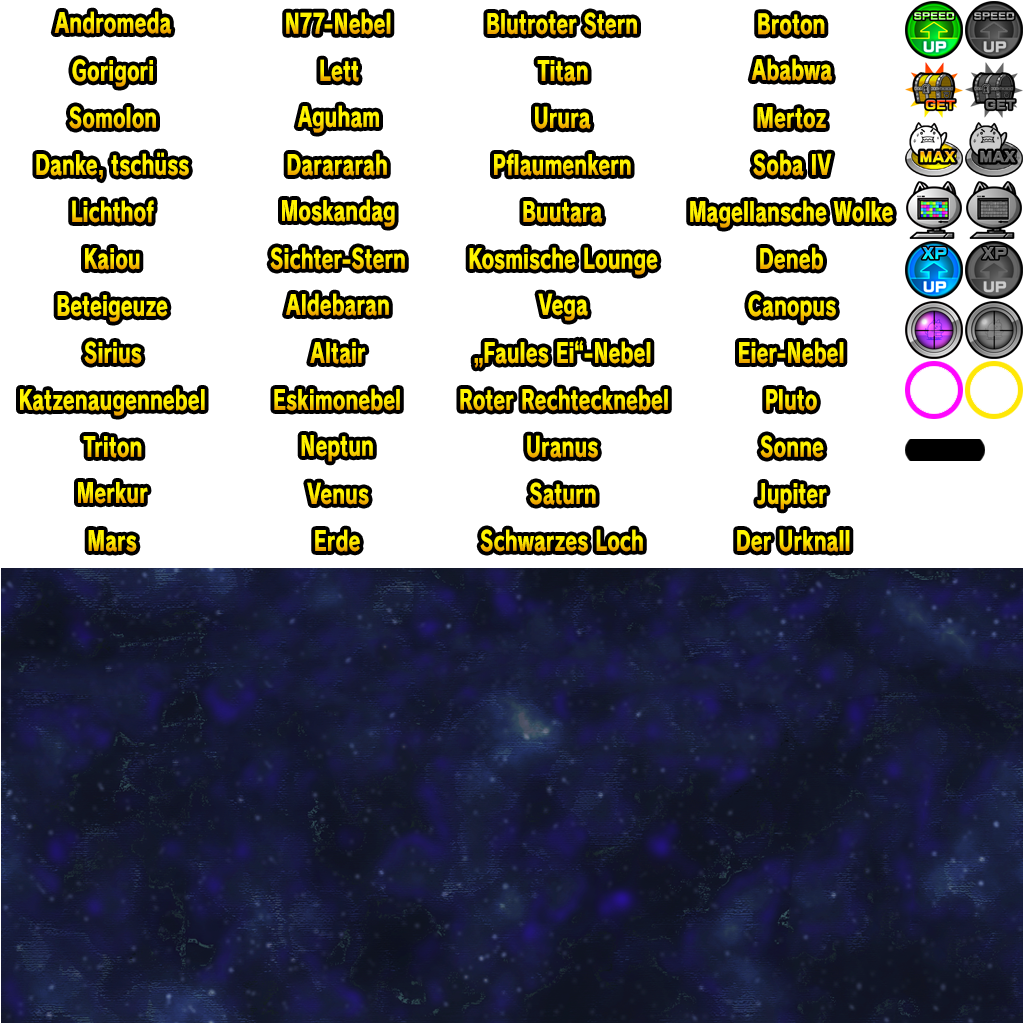 Andromeda N77-Nebel Blutroter Stern Broton SPEED UP SPEED UP
Gorigori Lett Titan Ababwa GET GET
Somolon Aguham Urura Mertoz MAX MAX
Danke, tschüss Darararah Pflaumenkern Soba IV
Lichthof Moskandag Buutara Magellansche Wolke
Kaiou Sichter-Stern Kosmische Lounge Deneb XP UP XP UP
Beteigeuze Aldebaran Vega Canopus
Sirius Altair „Faules Ei“-Nebel Eier-Nebel
Katzenaugennebel Eskimonebel Roter Rechtecknebel Pluto
Triton Neptun Uranus Sonne
Merkur Venus Saturn Jupiter
Mars Erde Schwarzes Loch Der Urknall